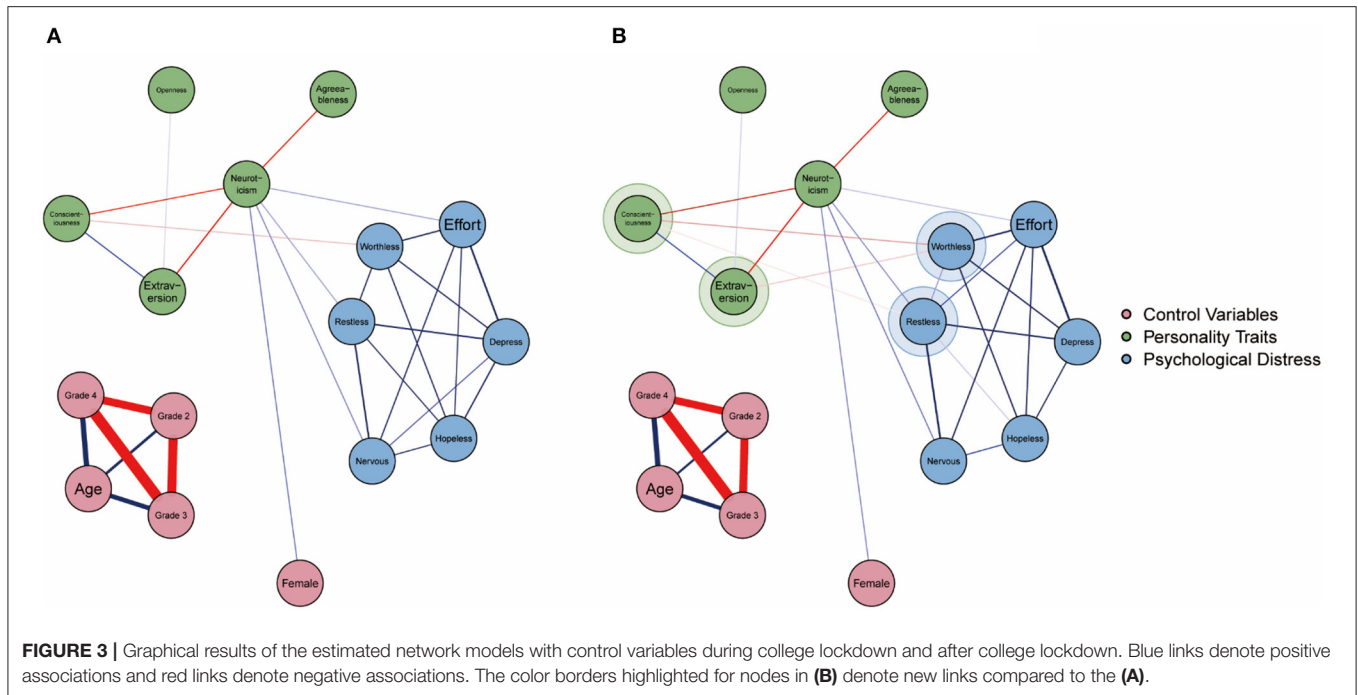 A
B
Openness
Agreea-
bleness
Neurot-
icism
Conscient-
iousness
Extrav-
ersion
Effort
Worthless
Restless
Depress
Hopeless
Nervous
Grade 4
Grade 2
Age
Grade 3
Female
Openness
Agreea-
bleness
Neurot-
icism
Conscient-
iousness
Extrav-
ersion
Effort
Worthless
Restless
Depress
Hopeless
Nervous
Grade 4
Grade 2
Age
Grade 3
Female
Control Variables
Personality Traits
Psychological Distress
FIGURE 3 | Graphical results of the estimated network models with control variables during college lockdown and after college lockdown. Blue links denote positive
associations and red links denote negative associations. The color borders highlighted for nodes in (B) denote new links compared to the (A).